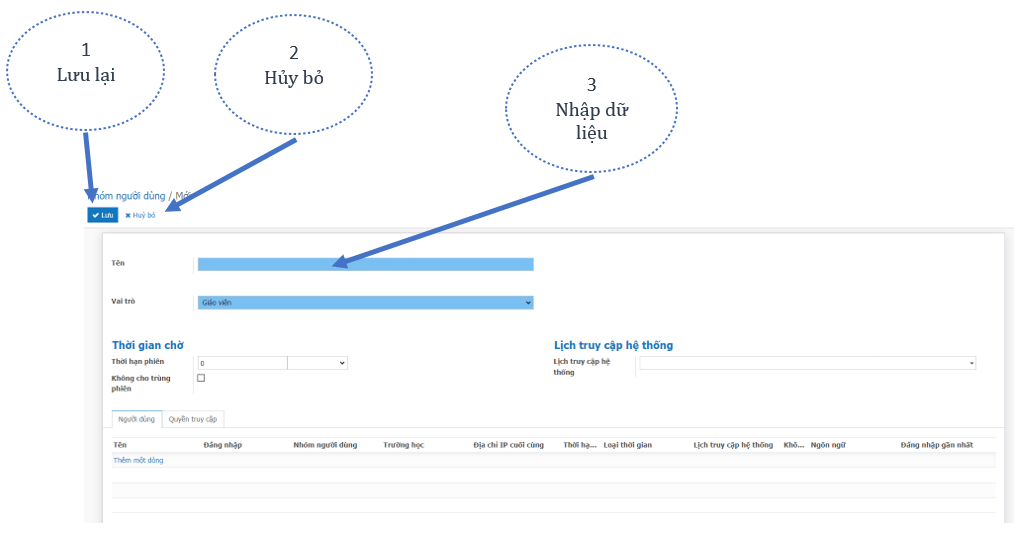 1
Lưu lại
2
Hủy bỏ
3
Nhập dữ
liệu
Nhóm người dùng / Mới
Lưu
Huỷ bỏ
Tên
Vai trò
Giáo viên
Thời gian chờ
Lịch truy cập hệ thống
Thời hạn phiên
0
Lịch truy cập hệ
thống
Không cho trùng
phiên
Người dùng
Quyền truy cập
Tên Đăng nhập Nhóm người dùng Trường học Địa chỉ IP cuối cùng Thời hạ... Loại thời gian Lịch truy cập hệ thống Khô... Ngôn ngữ Đăng nhập gần nhất
Thêm một dòng